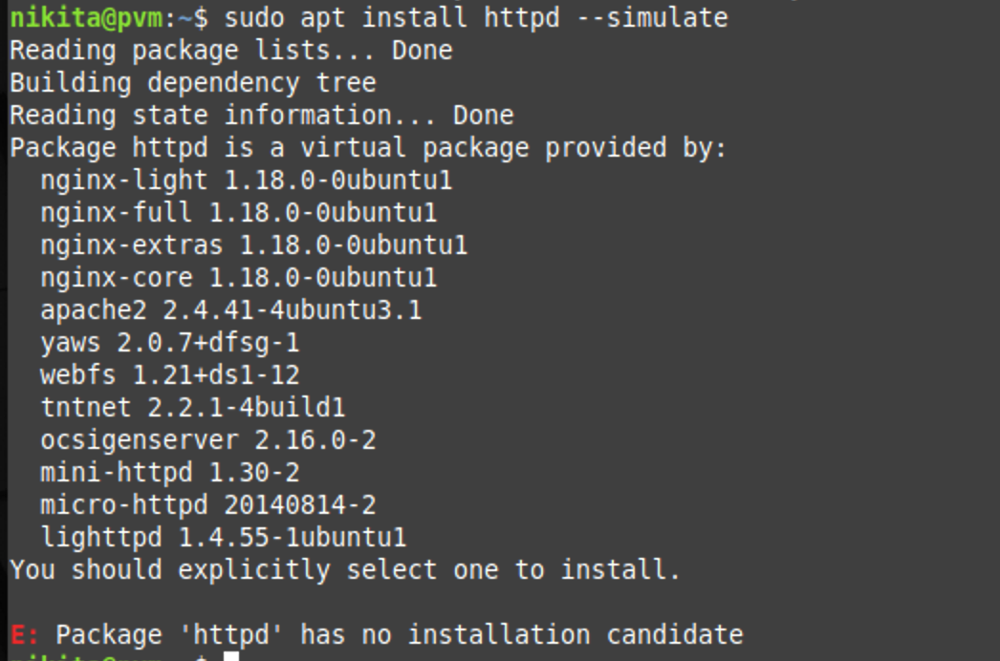 nikita@pvm:~$ sudo apt install httpd --simulate
Reading package lists... Done
Building dependency tree
Reading state information... Done
Package httpd is a virtual package provided by:
  nginx-light 1.18.0-0ubuntu1
  nginx-full 1.18.0-0ubuntu1
  nginx-extras 1.18.0-0ubuntu1
  nginx-core 1.18.0-0ubuntu1
  apache2 2.4.41-4ubuntu3.1
  yaws 2.0.7+dfsg-1
  webfs 1.21+ds1-12
  tntnet 2.2.1-4build1
  ocsigenserver 2.16.0-2
  mini-httpd 1.30-2
  micro-httpd 20140814-2
  lighttpd 1.4.55-1ubuntu1
You should explicitly select one to install.

E: Package 'httpd' has no installation candidate